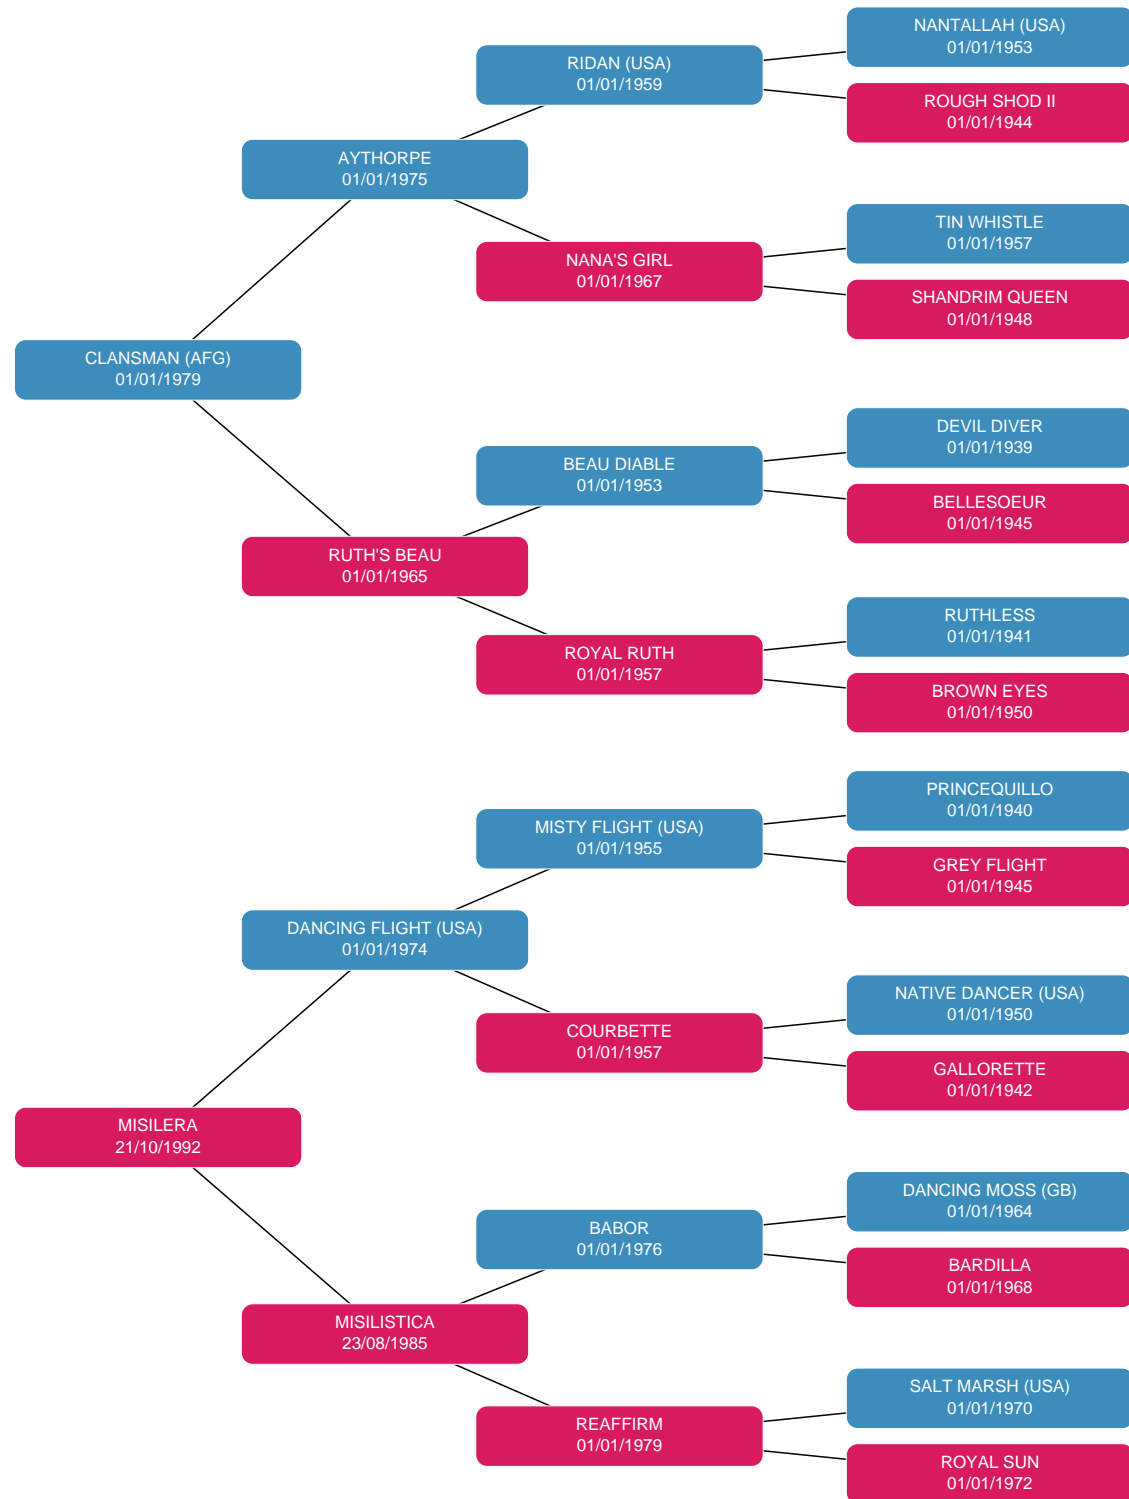 NANTALLAH (USA)
01/01/1953
RIDAN (USA)
01/01/1959
ROUGH SHOD II
01/01/1944
AYTHORPE
01/01/1975
TIN WHISTLE
01/01/1957
NANA'S GIRL
01/01/1967
SHANDRIM QUEEN
01/01/1948
CLANSMAN (AFG)
01/01/1979
DEVIL DIVER
01/01/1939
BEAU DIABLE
01/01/1953
BELLESOEUR
01/01/1945
RUTH'S BEAU
01/01/1965
RUTHLESS
01/01/1941
ROYAL RUTH
01/01/1957
BROWN EYES
01/01/1950
PRINCEQUILLO
01/01/1940
MISTY FLIGHT (USA)
01/01/1955
GREY FLIGHT
01/01/1945
DANCING FLIGHT (USA)
01/01/1974
NATIVE DANCER (USA)
01/01/1950
COURBETTE
01/01/1957
GALLORETTE
01/01/1942
MISILERA
21/10/1992
DANCING MOSS (GB)
01/01/1964
BABOR
01/01/1976
BARDILLA
01/01/1968
MISILISTICA
23/08/1985
SALT MARSH (USA)
01/01/1970
REAFFIRM
01/01/1979
ROYAL SUN
01/01/1972